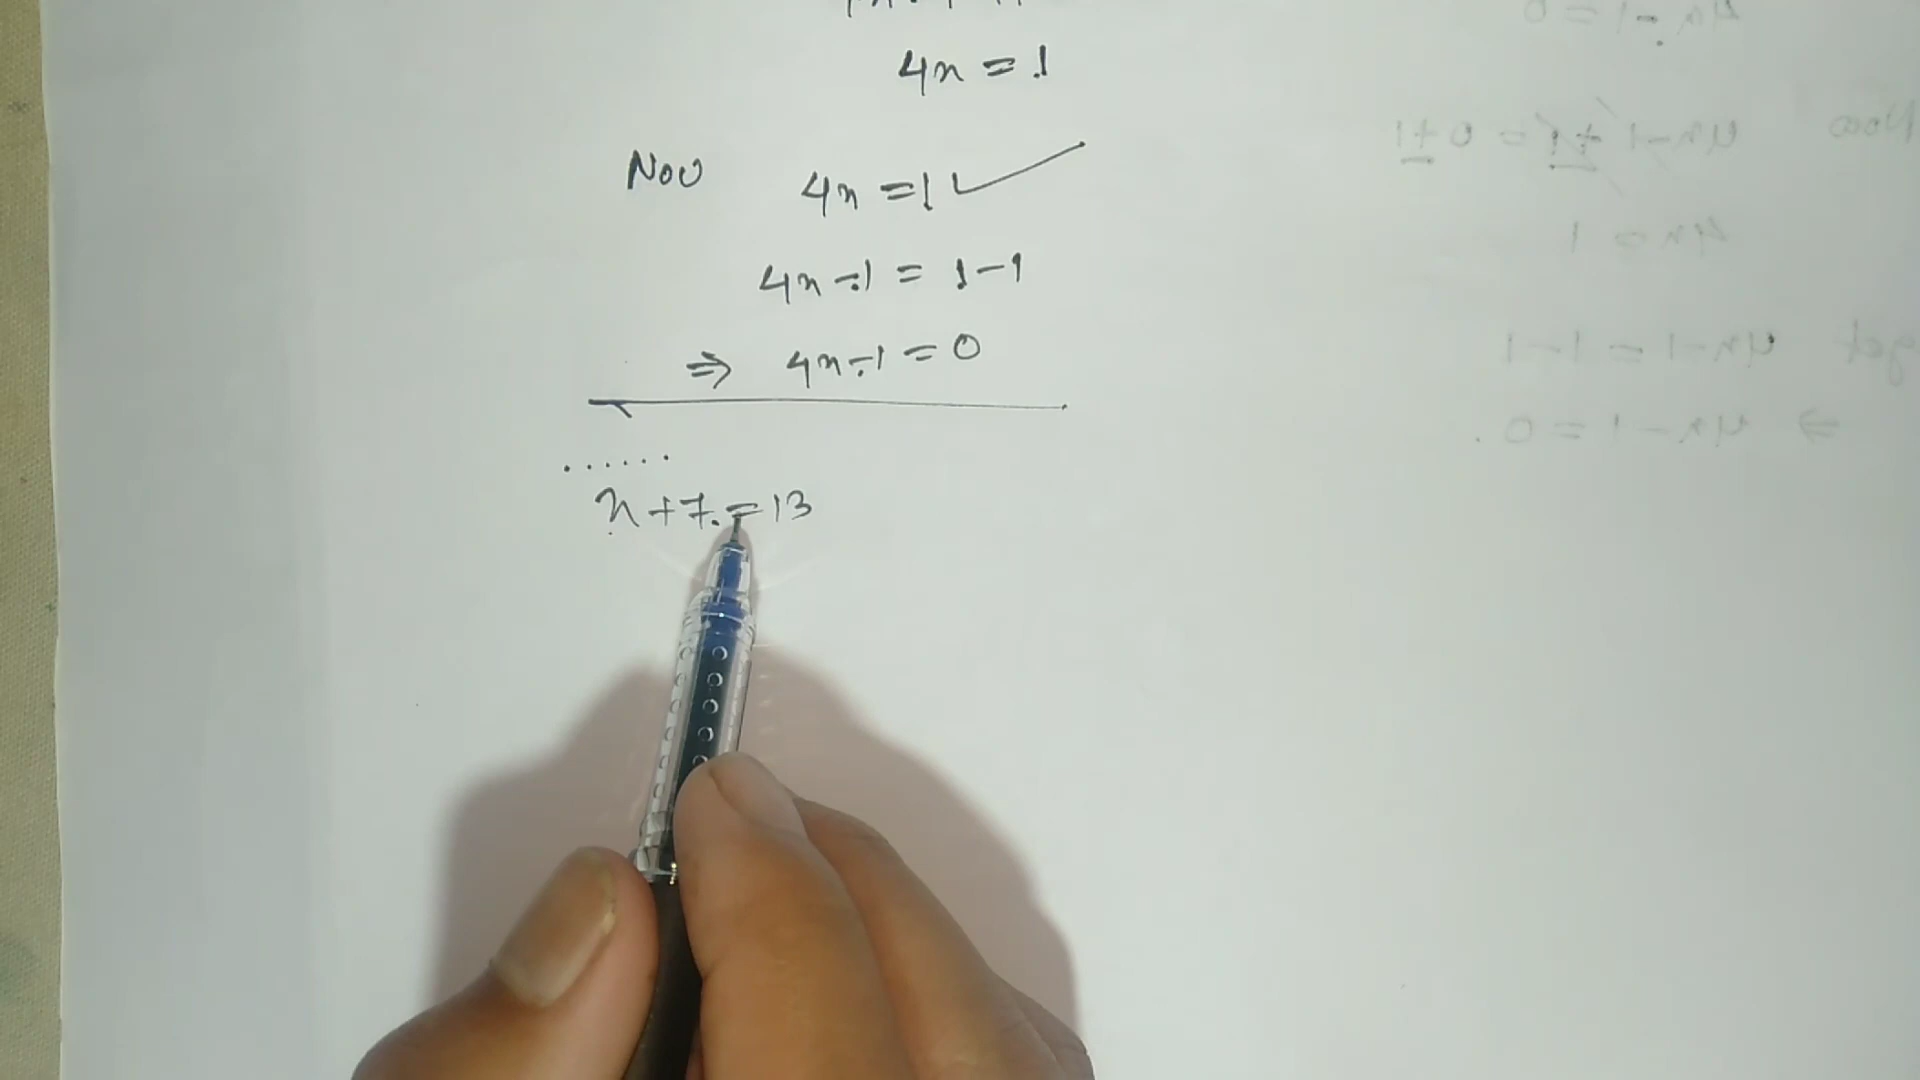 4x = 1
Now 4x = 1 ✓
4x - 1 = 1 - 1
⇒ 4x - 1 = 0
......
x + 7 = 13